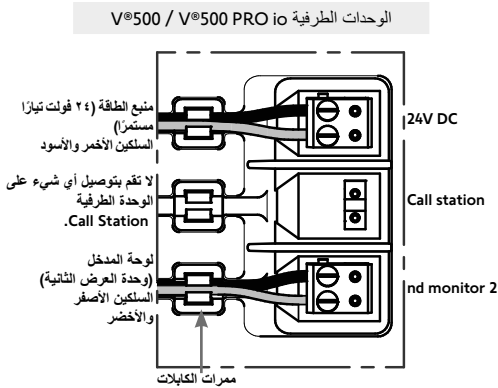 الوحدات الطرفية V®500 / V®500 PRO io
منبع الطاقة (٢٤ فولت تيارًا
مستمرًا)
السلكين الأحمر والأسود
24V DC
لا تقم بتوصيل أي شيء على
الوحدة الطرفية
Call Station.
Call station
لوحة المدخل
(وحدة العرض الثانية)
السلكين الأصفر
والأخضر
nd monitor 2
ممرات الكابلات